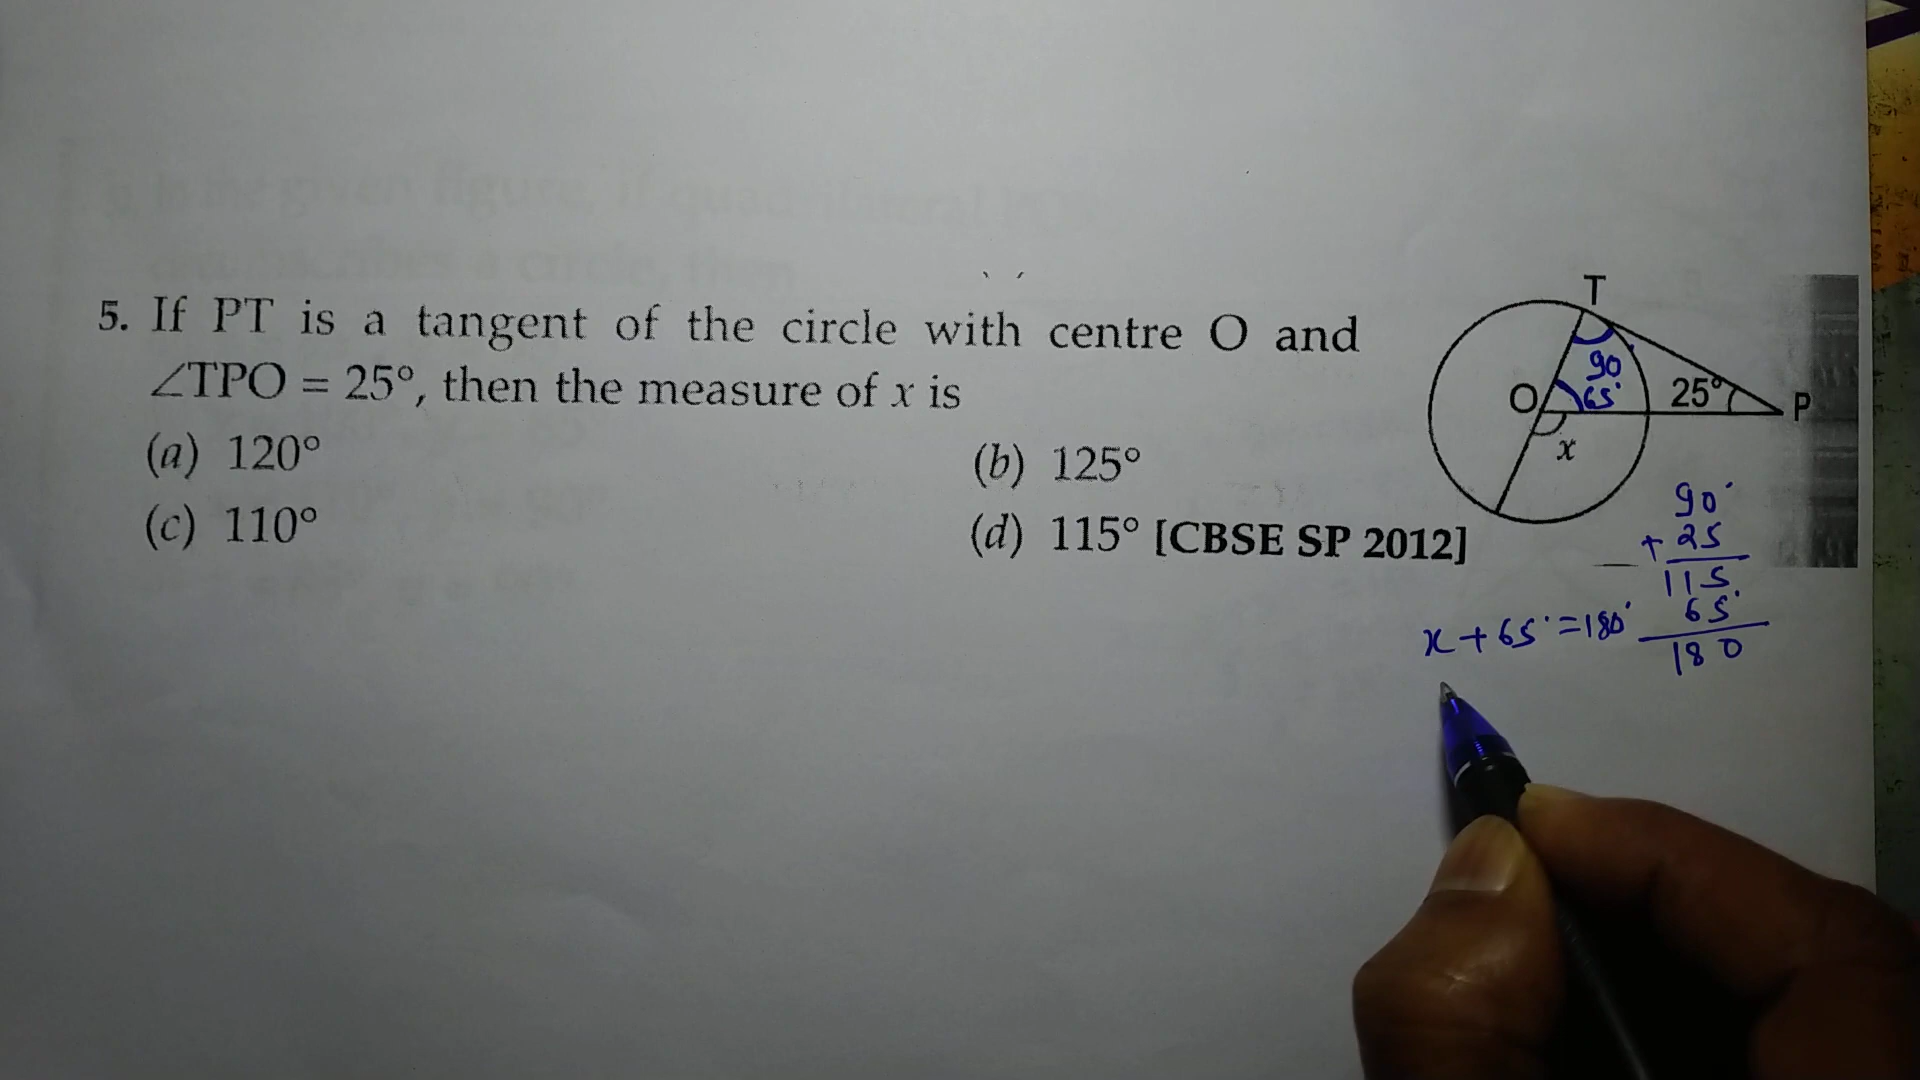 5. If PT is a tangent of the circle with centre O and
∠TPO = 25°, then the measure of x is
(a) 120° (b) 125°
(c) 110° (d) 115° [CBSE SP 2012]
T
90
O 65° 25° P
x
90°
+ 25
115
65°
180
x + 65° = 180°